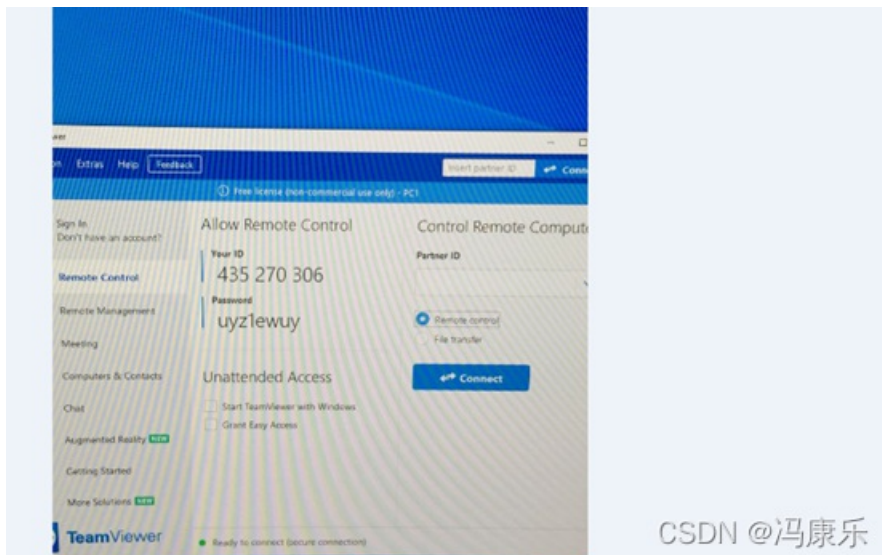 Extras Help Feedback
Insert partner ID
Free license (non-commercial use only) - PC1
Sign In
Don't have an account?
Remote Control
Remote Management
Meeting
Computers & Contacts
Chat
Augmented Reality NEW
Getting Started
More Solutions NEW
TeamViewer
Allow Remote Control
Your ID
435 270 306
Password
uyz1ewuy
Unattended Access
Start TeamViewer with Windows
Grant Easy Access
Ready to connect (secure connection)
Control Remote
Partner ID
Remote control
File transfer
Connect
CSDN @冯康乐